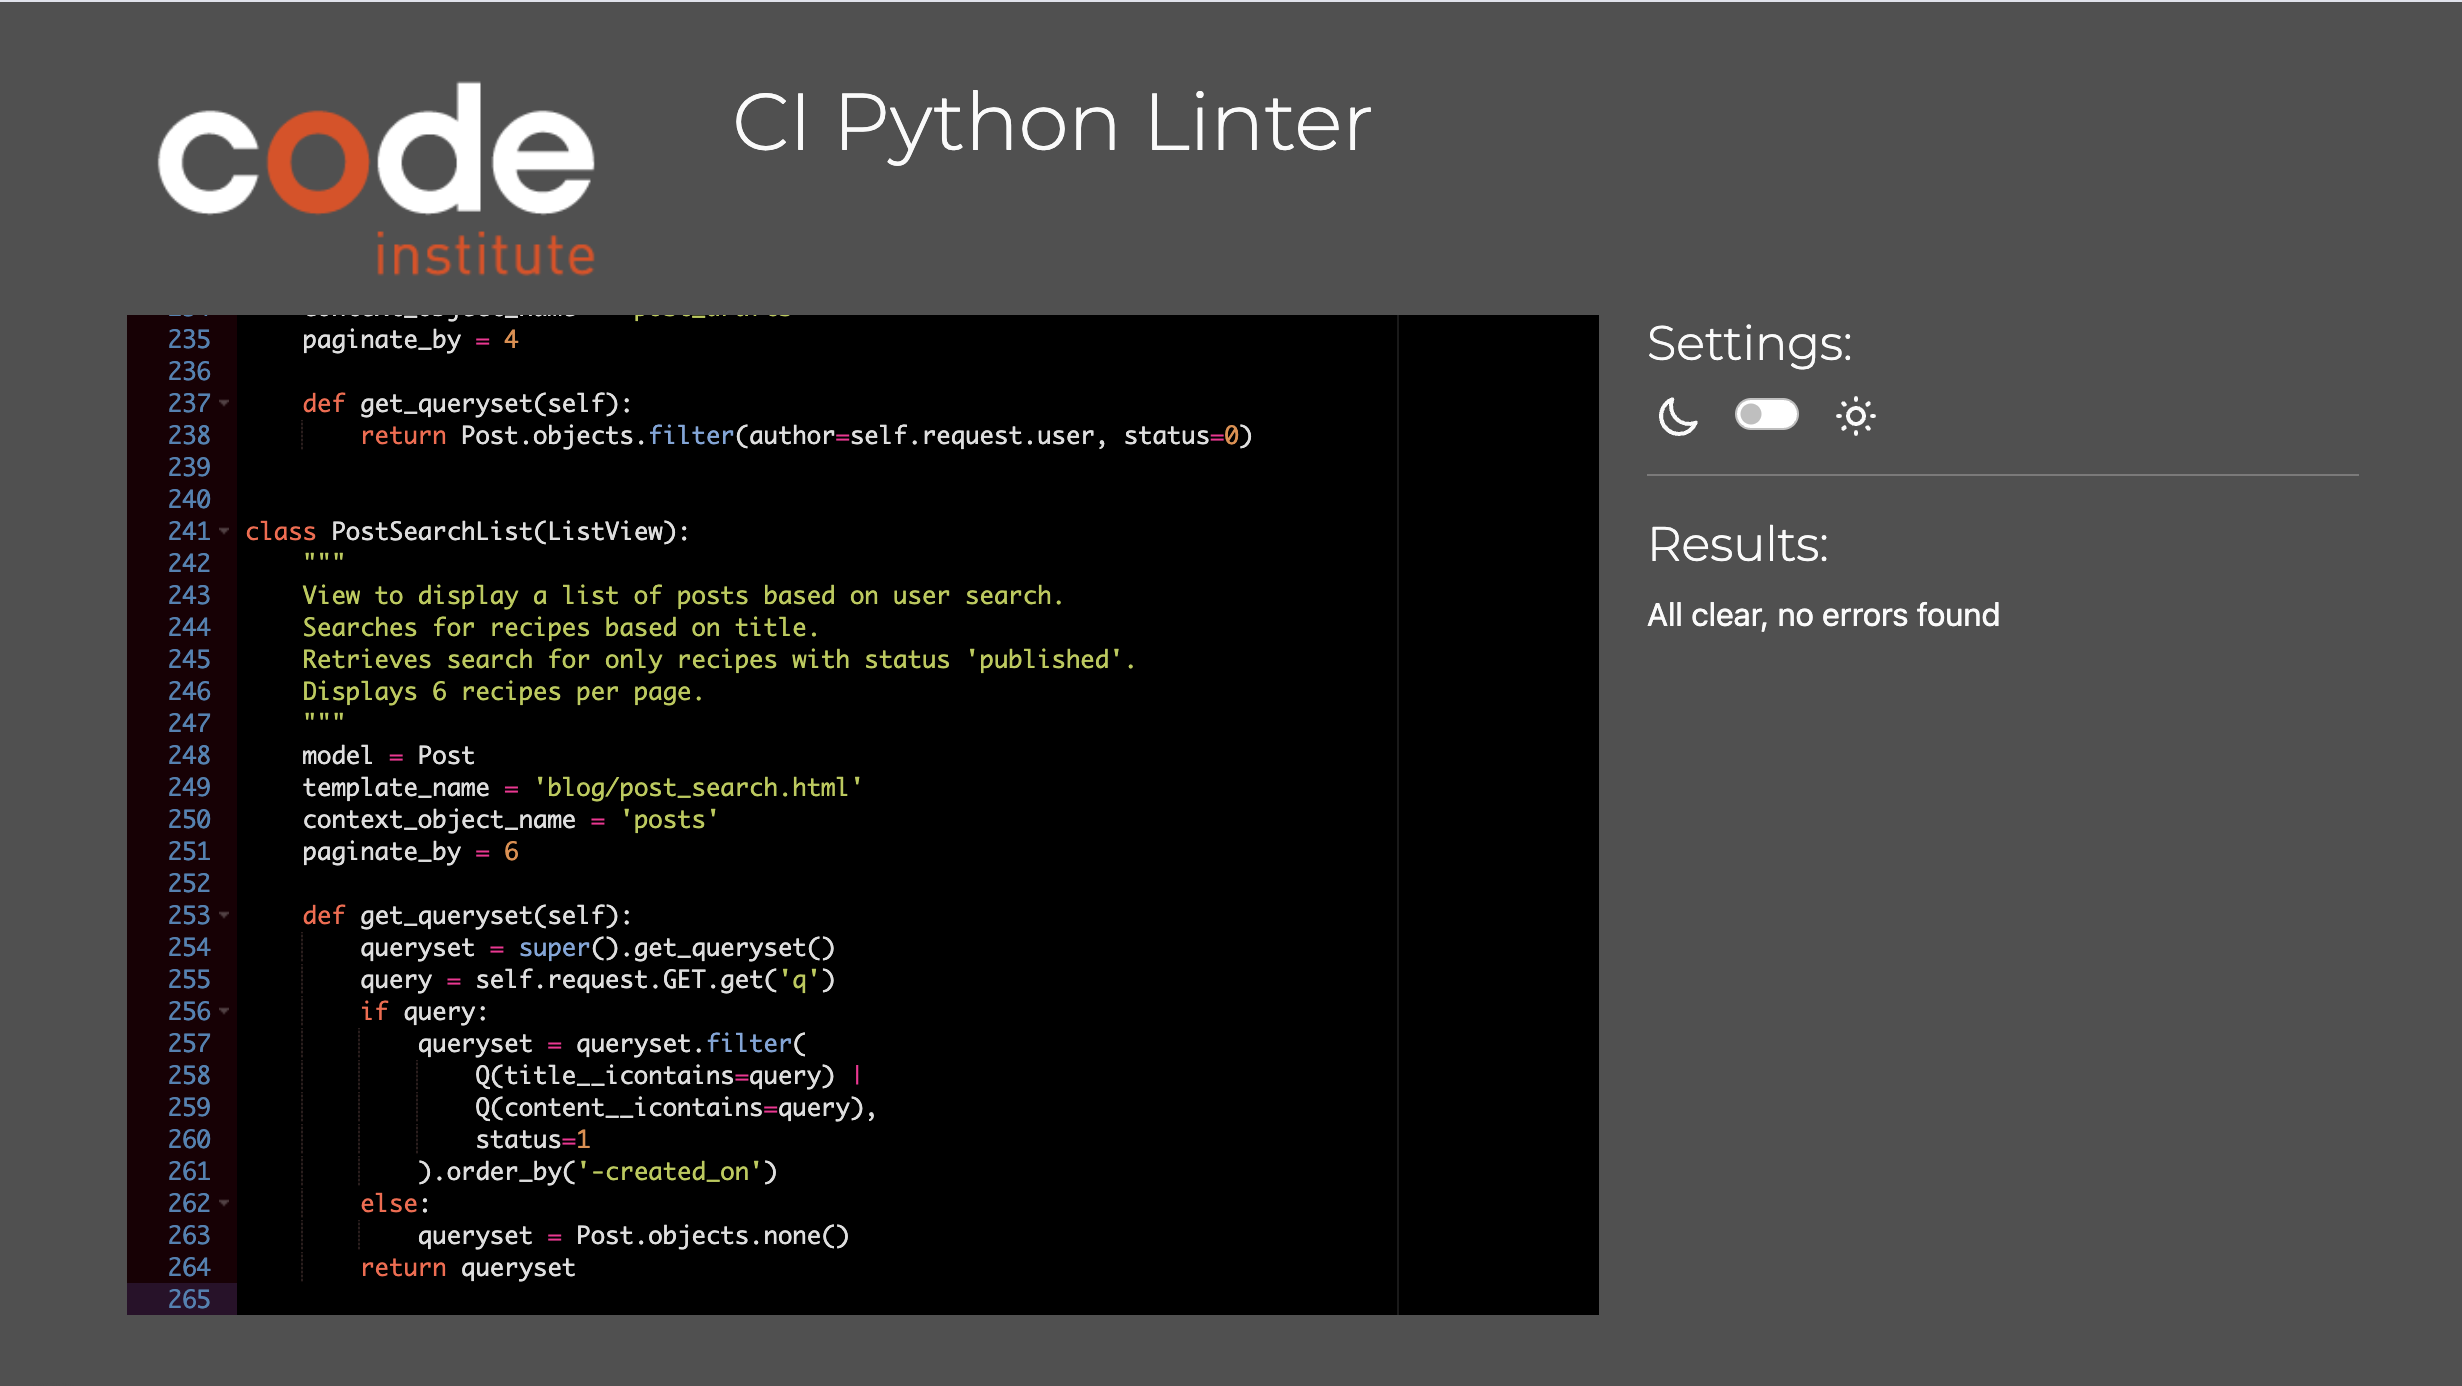 code
institute
CI Python Linter
235 paginate_by = 4
236
237 def get_queryset(self):
238 return Post.objects.filter(author=self.request.user, status=0)
239
240
241 class PostSearchList(ListView):
242 """
243 View to display a list of posts based on user search.
244 Searches for recipes based on title.
245 Retrieves search for only recipes with status 'published'.
246 Displays 6 recipes per page.
247 """
248 model = Post
249 template_name = 'blog/post_search.html'
250 context_object_name = 'posts'
251 paginate_by = 6
252
253 def get_queryset(self):
254 queryset = super().get_queryset()
255 query = self.request.GET.get('q')
256 if query:
257 queryset = queryset.filter(
258 Q(title__icontains=query) |
259 Q(content__icontains=query),
260 status=1
261 ).order_by('-created_on')
262 else:
263 queryset = Post.objects.none()
264 return queryset
265
Settings:
Results:
All clear, no errors found